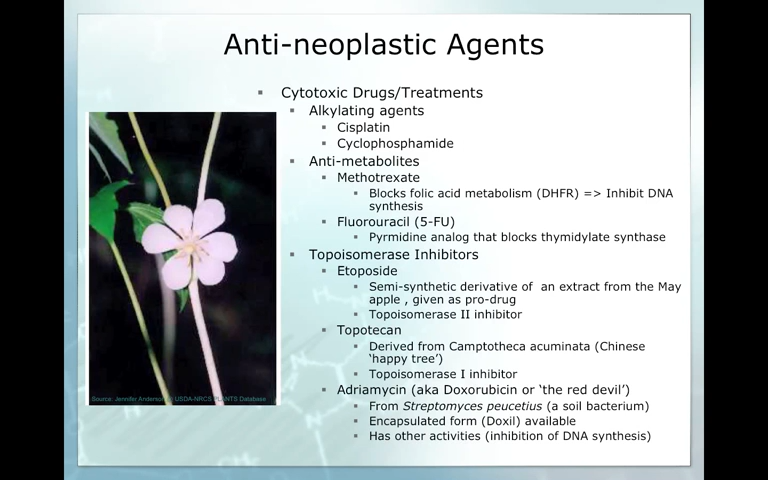 Anti-neoplastic Agents
Cytotoxic Drugs/Treatments
Alkylating agents
Cisplatin
Cyclophosphamide
Anti-metabolites
Methotrexate
Blocks folic acid metabolism (DHFR) => Inhibit DNA
synthesis
Fluorouracil (5-FU)
Pyrmidine analog that blocks thymidylate synthase
Topoisomerase Inhibitors
Etoposide
Semi-synthetic derivative of an extract from the May
apple , given as pro-drug
Topoisomerase II inhibitor
Topotecan
Derived from Camptotheca acuminata (Chinese
‘happy tree’)
Topoisomerase I inhibitor
Adriamycin (aka Doxorubicin or ‘the red devil’)
From Streptomyces peucetius (a soil bacterium)
Encapsulated form (Doxil) available
Has other activities (inhibition of DNA synthesis)
Source: Jennifer Anderson @ USDA-NRCS PLANTS Database